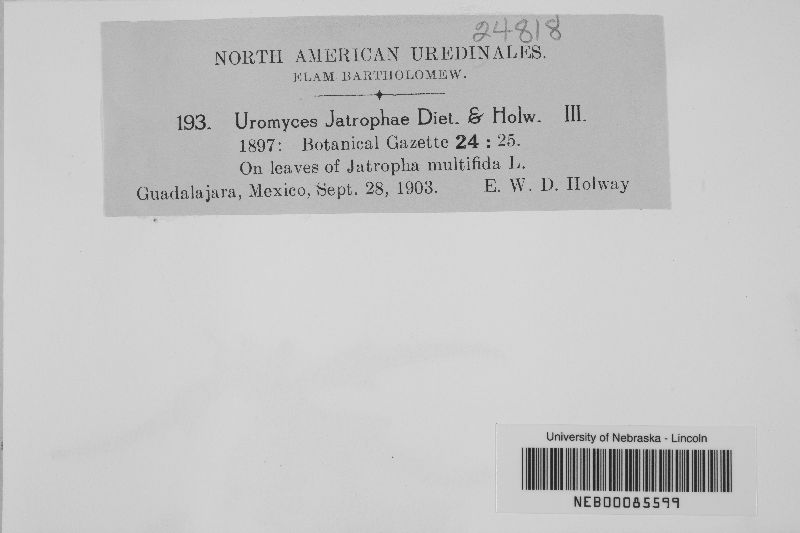 24818
NORTH AMERICAN UREDINALES.
ELAM BARTHOLOMEW.
193. Uromyces Jatrophae Diet. & Holw. III.
1897: Botanical Gazette 24 : 25.
On leaves of Jatropha multifida L.
Guadalajara, Mexico, Sept. 28, 1903. E. W. D. Holway
University of Nebraska - Lincoln
NEB00085599